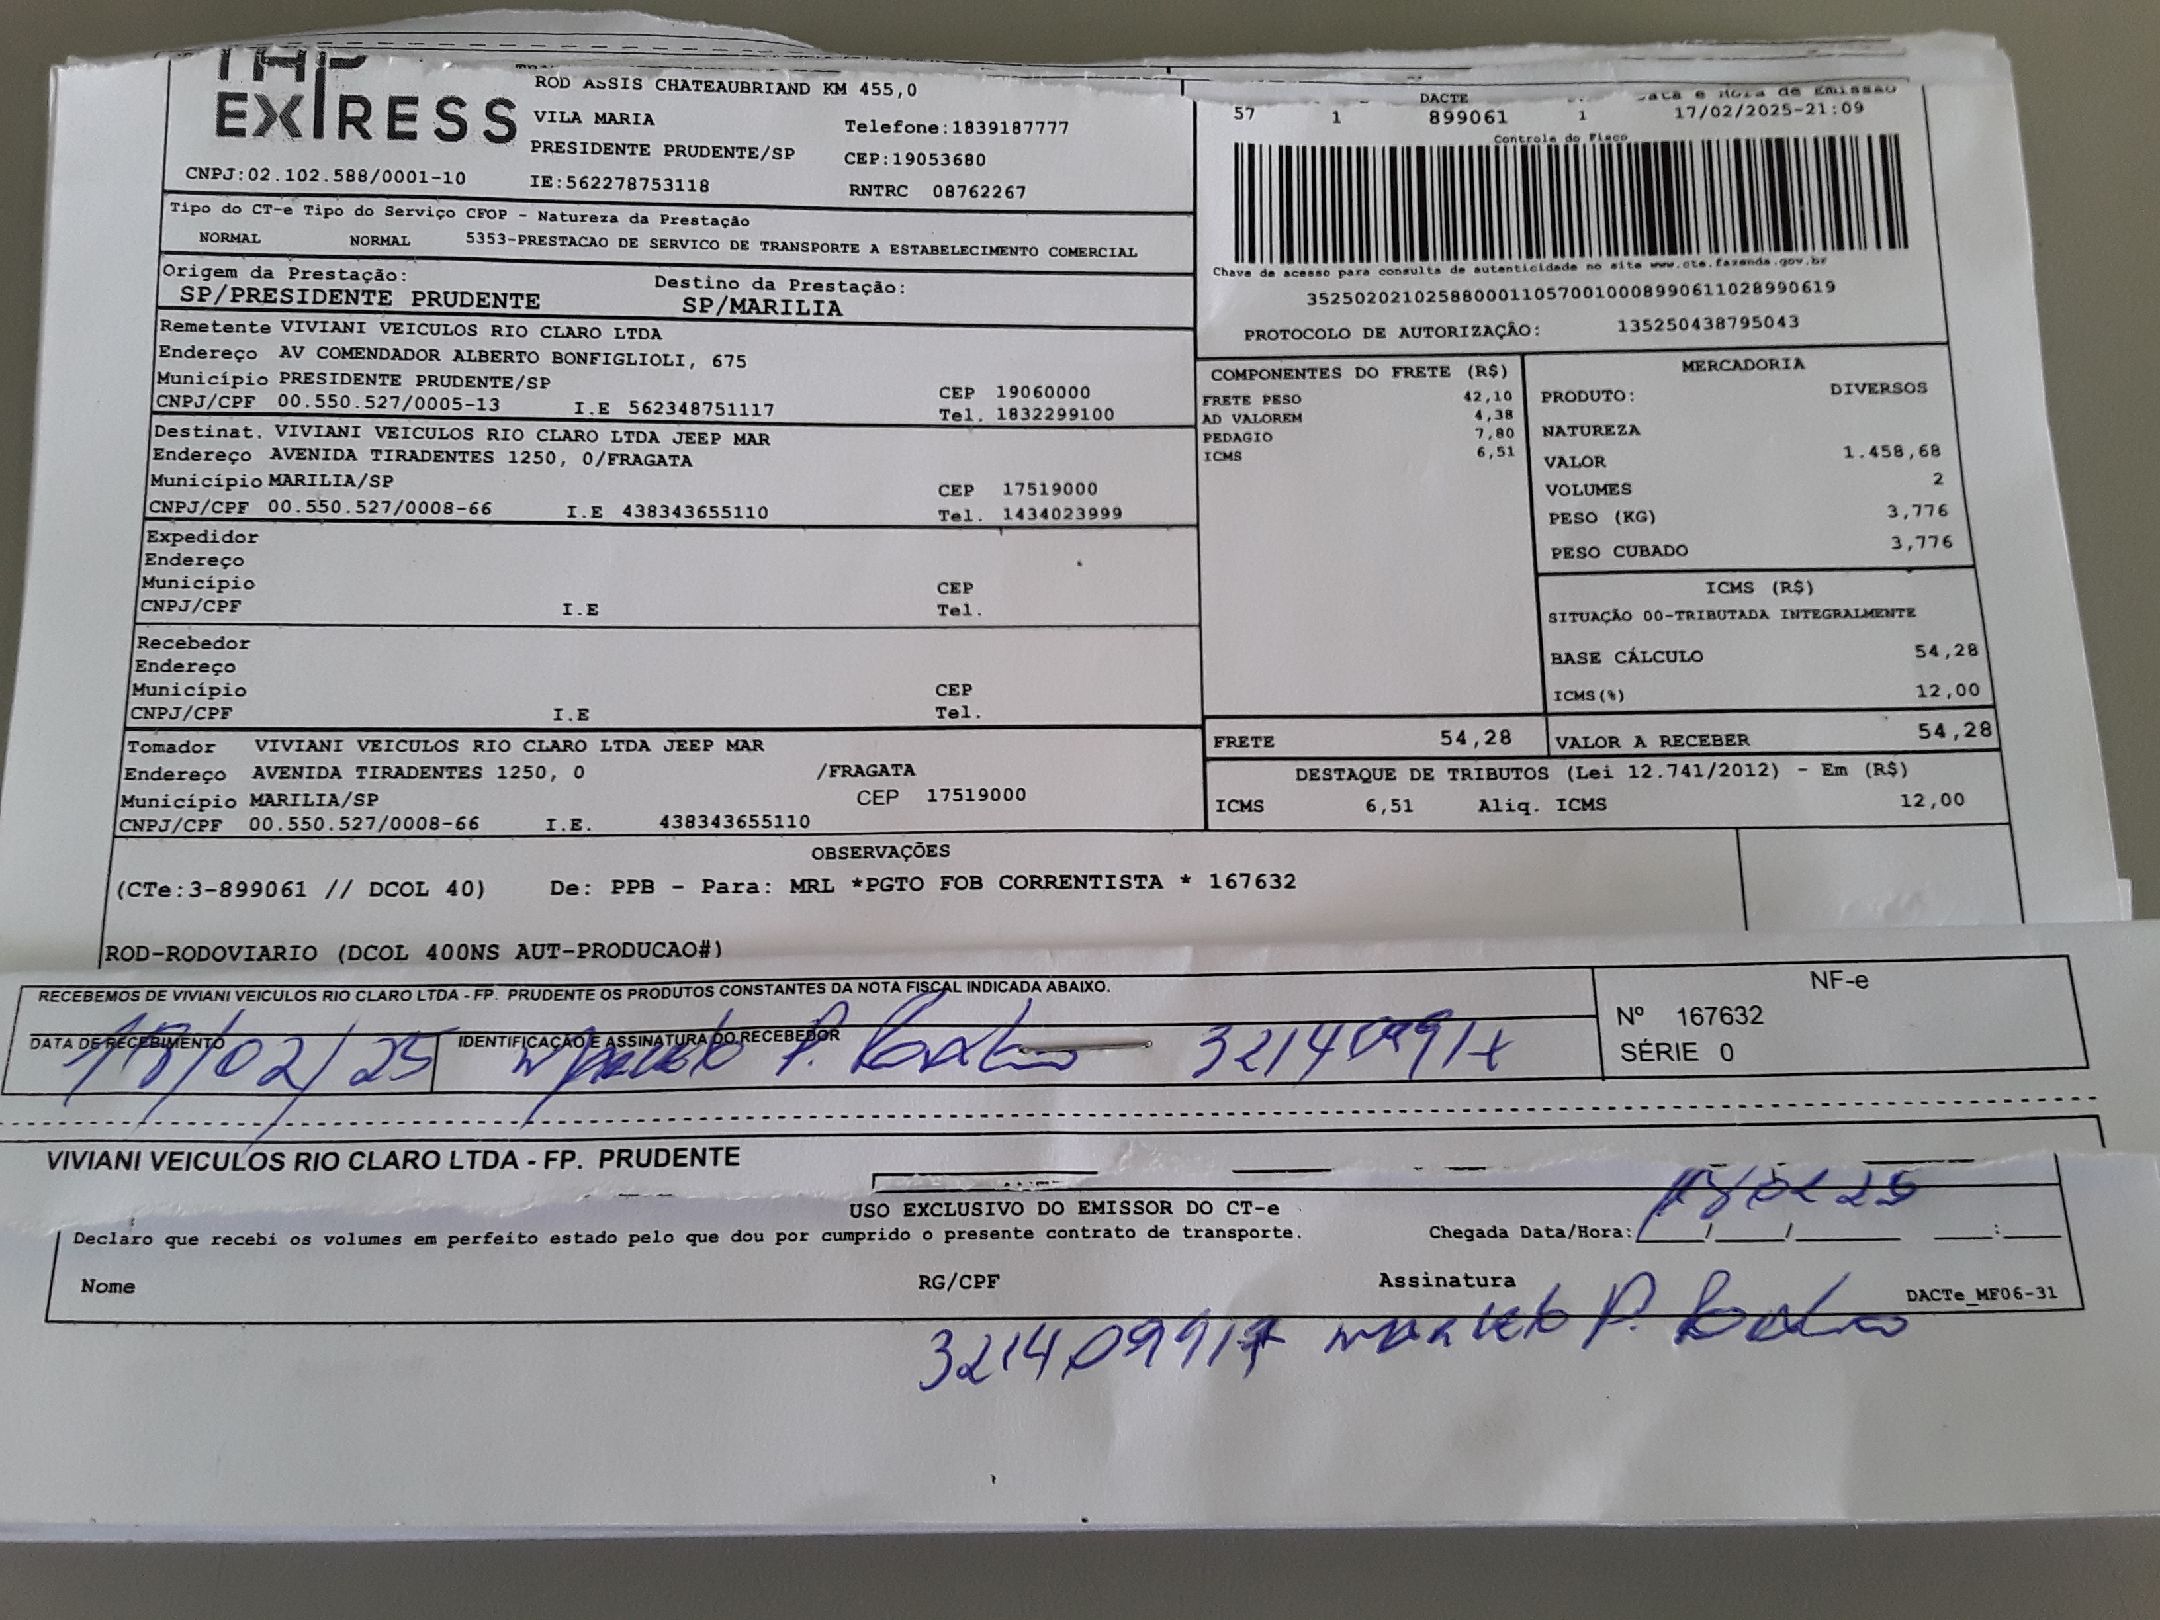 EXPRESS
ROD ASSIS CHATEAUBRIAND KM 455,0
VILA MARIA
Telefone:1839187777
PRESIDENTE PRUDENTE/SP
CEP:19053680
CNPJ:02.102.588/0001-10
IE:562278753118
RNTRC 08762267
DACTE
Data e Hora de Emissão
57 1 899061 1 17/02/2025-21:09
Controle do Fisco
Chave de acesso para consulta de autenticidade no site www.cte.fazenda.gov.br
35250202102588000110570010008990611028990619
PROTOCOLO DE AUTORIZAÇÃO: 135250438795043
Tipo do CT-e Tipo do Serviço CFOP - Natureza da Prestação
NORMAL NORMAL 5353-PRESTACAO DE SERVICO DE TRANSPORTE A ESTABELECIMENTO COMERCIAL
Origem da Prestação: Destino da Prestação:
SP/PRESIDENTE PRUDENTE SP/MARILIA
Remetente VIVIANI VEICULOS RIO CLARO LTDA
Endereço AV COMENDADOR ALBERTO BONFIGLIOLI, 675
Município PRESIDENTE PRUDENTE/SP CEP 19060000
CNPJ/CPF 00.550.527/0005-13 I.E 562348751117 Tel. 1832299100
Destinat. VIVIANI VEICULOS RIO CLARO LTDA JEEP MAR
Endereço AVENIDA TIRADENTES 1250, 0/FRAGATA
Município MARILIA/SP CEP 17519000
CNPJ/CPF 00.550.527/0008-66 I.E 438343655110 Tel. 1434023999
Expedidor
Endereço
Município CEP
CNPJ/CPF I.E Tel.
Recebedor
Endereço
Município CEP
CNPJ/CPF I.E Tel.
Tomador VIVIANI VEICULOS RIO CLARO LTDA JEEP MAR
Endereço AVENIDA TIRADENTES 1250, 0 /FRAGATA
Município MARILIA/SP CEP 17519000
CNPJ/CPF 00.550.527/0008-66 I.E. 438343655110
COMPONENTES DO FRETE (R$)
FRETE PESO 42,10
AD VALOREM 4,38
PEDAGIO 7,80
ICMS 6,51
MERCADORIA
PRODUTO: DIVERSOS
NATUREZA
VALOR 1.458,68
VOLUMES 2
PESO (KG) 3,776
PESO CUBADO 3,776
ICMS (R$)
SITUAÇÃO 00-TRIBUTADA INTEGRALMENTE
BASE CÁLCULO 54,28
ICMS(%) 12,00
FRETE 54,28 VALOR A RECEBER 54,28
DESTAQUE DE TRIBUTOS (Lei 12.741/2012) - Em (R$)
ICMS 6,51 Aliq. ICMS 12,00
OBSERVAÇÕES
(CTe:3-899061 // DCOL 40) De: PPB - Para: MRL *PGTO FOB CORRENTISTA * 167632
ROD-RODOVIARIO (DCOL 400NS AUT-PRODUCAO#)
RECEBEMOS DE VIVIANI VEICULOS RIO CLARO LTDA - FP. PRUDENTE OS PRODUTOS CONSTANTES DA NOTA FISCAL INDICADA ABAIXO.
DATA DE RECEBIMENTO IDENTIFICAÇÃO E ASSINATURA DO RECEBEDOR
18/02/25 Marcelo P.
NF-e
Nº 167632
SÉRIE 0
VIVIANI VEICULOS RIO CLARO LTDA - FP. PRUDENTE
USO EXCLUSIVO DO EMISSOR DO CT-e
Declaro que recebi os volumes em perfeito estado pelo que dou por cumprido o presente contrato de transporte. Chegada Data/Hora: 18 02 25
Nome RG/CPF Assinatura DACTe_MF06-31
Marcelo P.